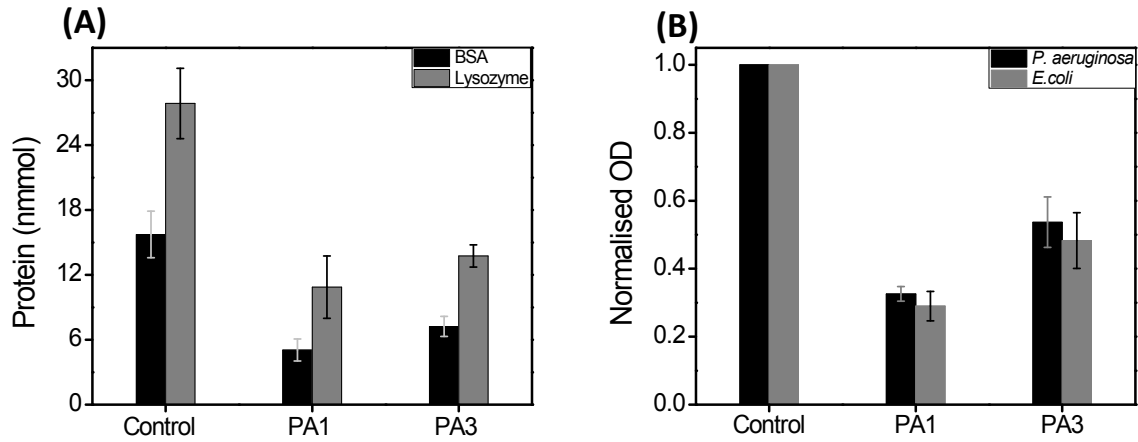 (A)
BSA
Lysozyme
Protein (nmmol)
30
24
18
12
6
0
Control
PA1
PA3
(B)
P. aeruginosa
E.coli
Normalised OD
1.0
0.8
0.6
0.4
0.2
0.0
Control
PA1
PA3